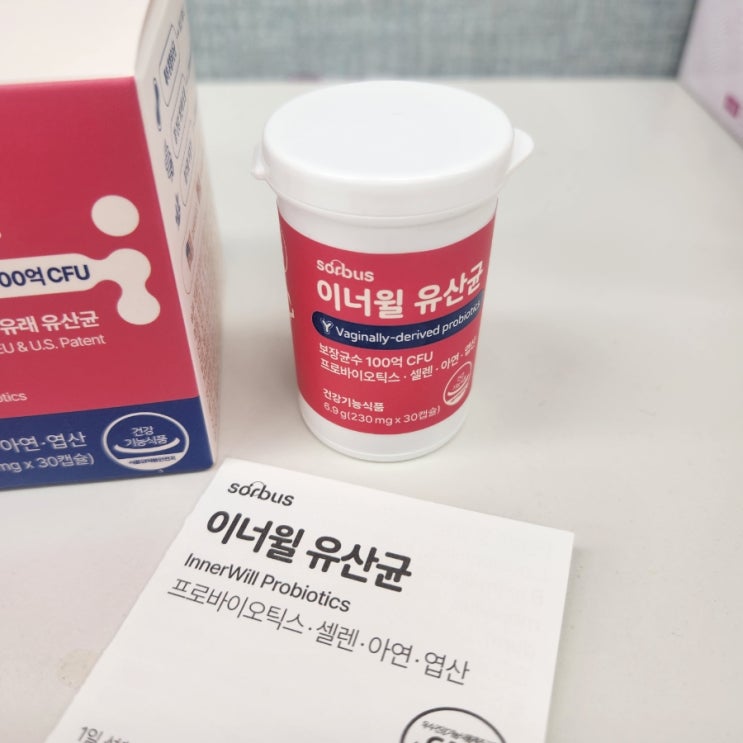 00억 CFU
유래 유산균
EU & U.S. Patent
아연·엽산
mg x 30캡슐)
건강
기능식품
sorbus
이너윌 유산균
Vaginally-derived probiotics
보장균수 100억 CFU
프로바이오틱스·셀렌·아연·엽산
건강기능식품
6.9 g(230 mg x 30캡슐)
sorbus
이너윌 유산균
InnerWill Probiotics
프로바이오틱스·셀렌·아연·엽산
1일